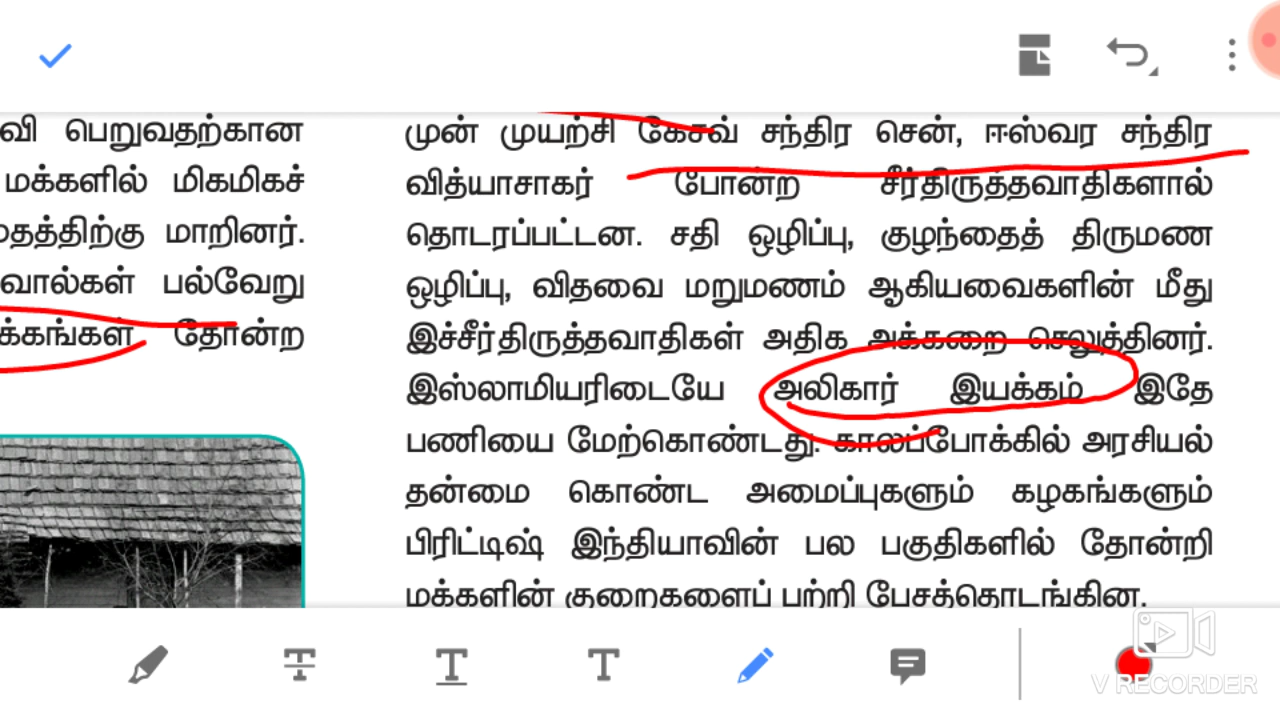 வி பெறுவதற்கான
மக்களில் மிகமிகச்
மதத்திற்கு மாறினர்.
வால்கள் பல்வேறு
க்கங்கள் தோன்ற
முன் முயற்சி கேசவ் சந்திர சென், ஈஸ்வர சந்திர
வித்யாசாகர் போன்ற சீர்திருத்தவாதிகளால்
தொடரப்பட்டன. சதி ஒழிப்பு, குழந்தைத் திருமண
ஒழிப்பு, விதவை மறுமணம் ஆகியவைகளின் மீது
இச்சீர்திருத்தவாதிகள் அதிக அக்கறை செலுத்தினர்.
இஸ்லாமியரிடையே அலிகார் இயக்கம் இதே
பணியை மேற்கொண்டது. காலப்போக்கில் அரசியல்
தன்மை கொண்ட அமைப்புகளும் கழகங்களும்
பிரிட்டிஷ் இந்தியாவின் பல பகுதிகளில் தோன்றி
மக்களின் குறைகளைப் பற்றி பேசத்தொடங்கின.
T T T
V RECORDER